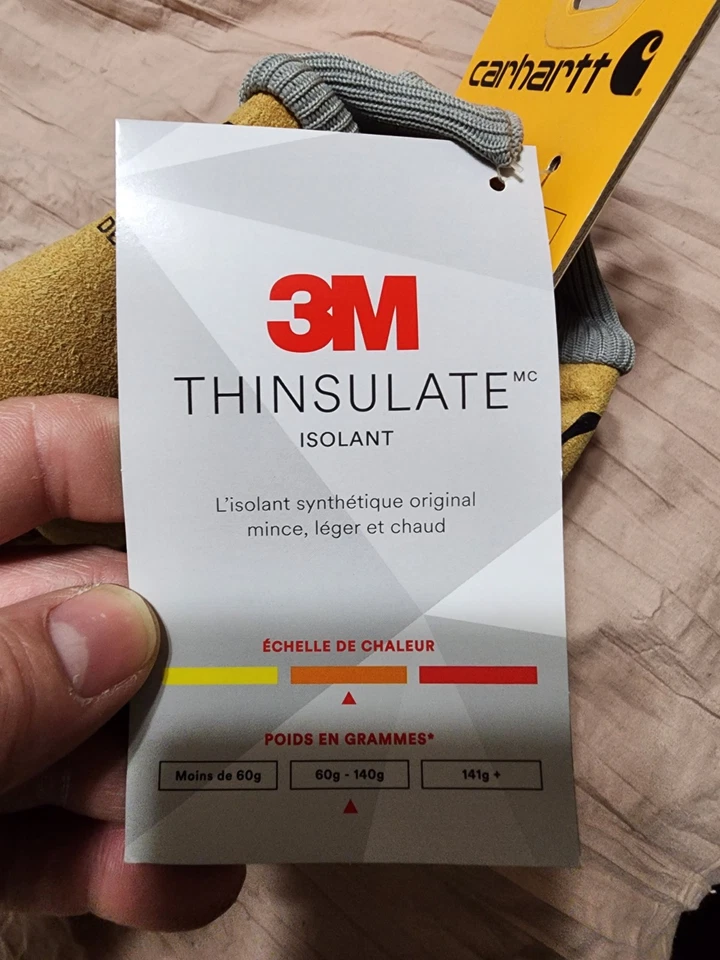 carhartt
3M
THINSULATE MC
ISOLANT
L'isolant synthétique original
mince, léger et chaud
ÉCHELLE DE CHALEUR
POIDS EN GRAMMES*
Moins de 60g
60g - 140g
141g +